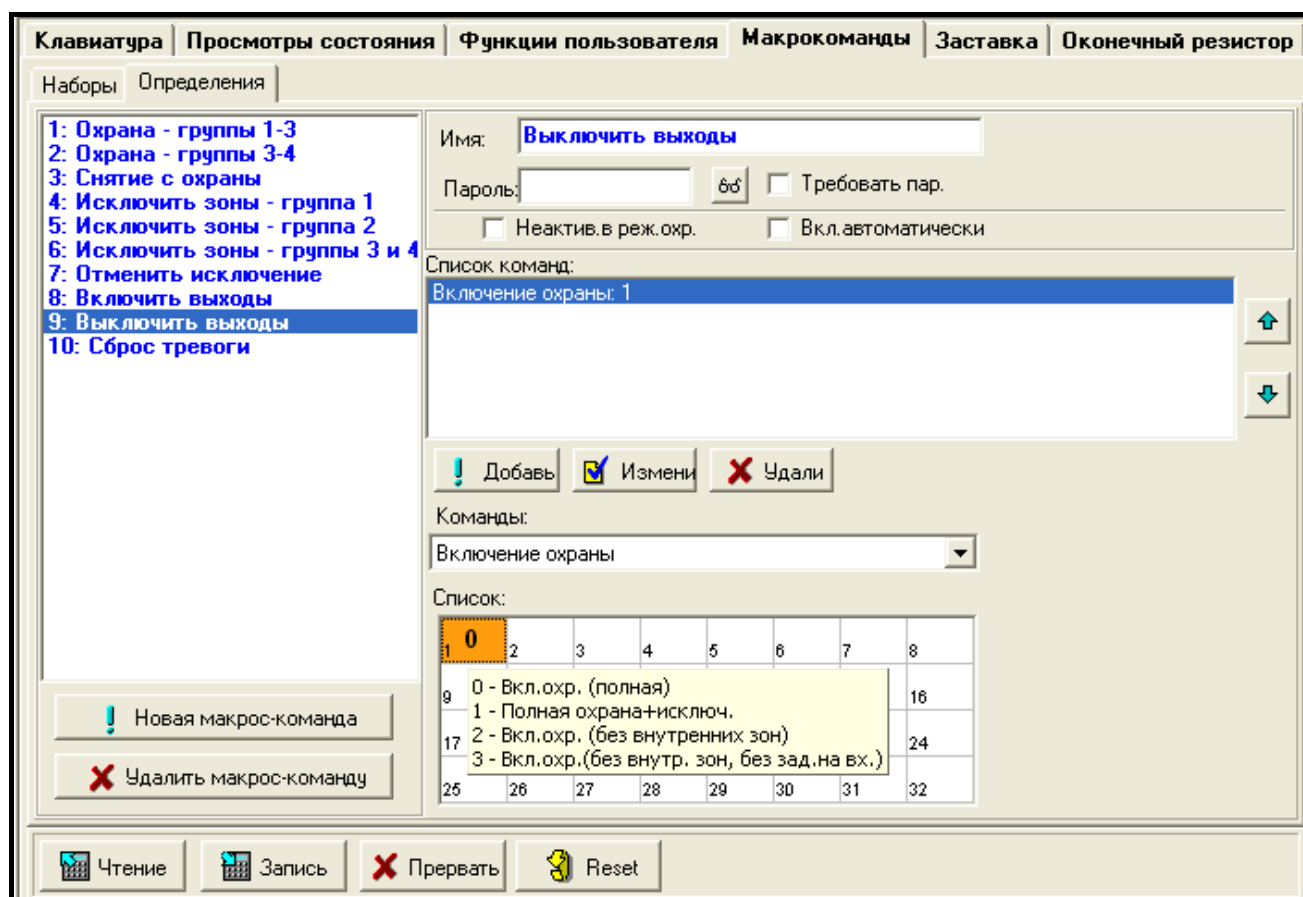 Клавиатура Просмотры состояния Функции пользователя Макрокоманды Заставка Оконечный резистор
Наборы Определения
1: Охрана - группы 1-3
2: Охрана - группы 3-4
3: Снятие с охраны
4: Исключить зоны - группа 1
5: Исключить зоны - группа 2
6: Исключить зоны - группы 3 и 4
7: Отменить исключение
8: Включить выходы
9: Выключить выходы
10: Сброс тревоги
Новая макрос-команда
Удалить макрос-команду
Имя: Выключить выходы
Пароль: Требовать пар.
Неактив.в реж.охр. Вкл.автоматически
Список команд:
Включение охраны: 1
Добавь Измени Удали
Команды:
Включение охраны
Список:
1 0 2 3 4 5 6 7 8
9 16
17 24
0 - Вкл.охр. (полная)
1 - Полная охрана+исключ.
2 - Вкл.охр. (без внутренних зон)
3 - Вкл.охр.(без внутр. зон, без зад.на вх.)
25 26 27 28 29 30 31 32
Чтение Запись Прервать Reset